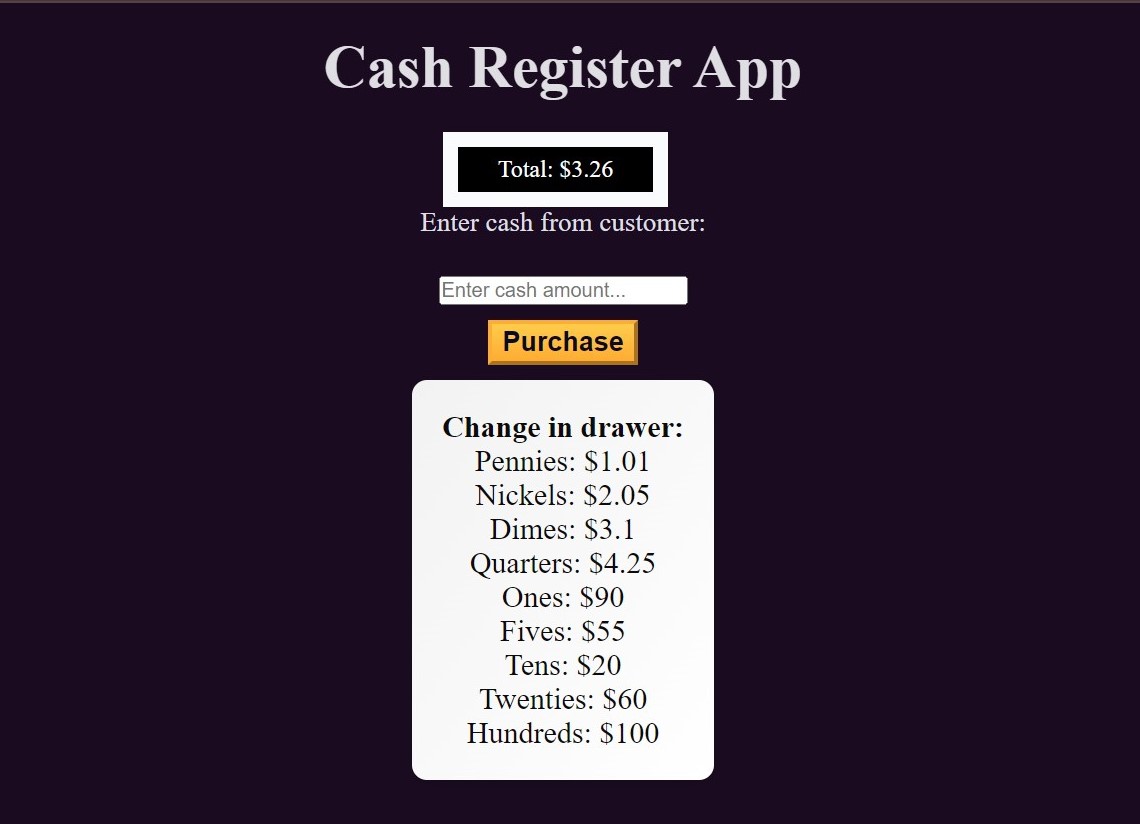 Cash Register App
Total: $3.26
Enter cash from customer:
Enter cash amount...
Purchase
Change in drawer:
Pennies: $1.01
Nickels: $2.05
Dimes: $3.1
Quarters: $4.25
Ones: $90
Fives: $55
Tens: $20
Twenties: $60
Hundreds: $100